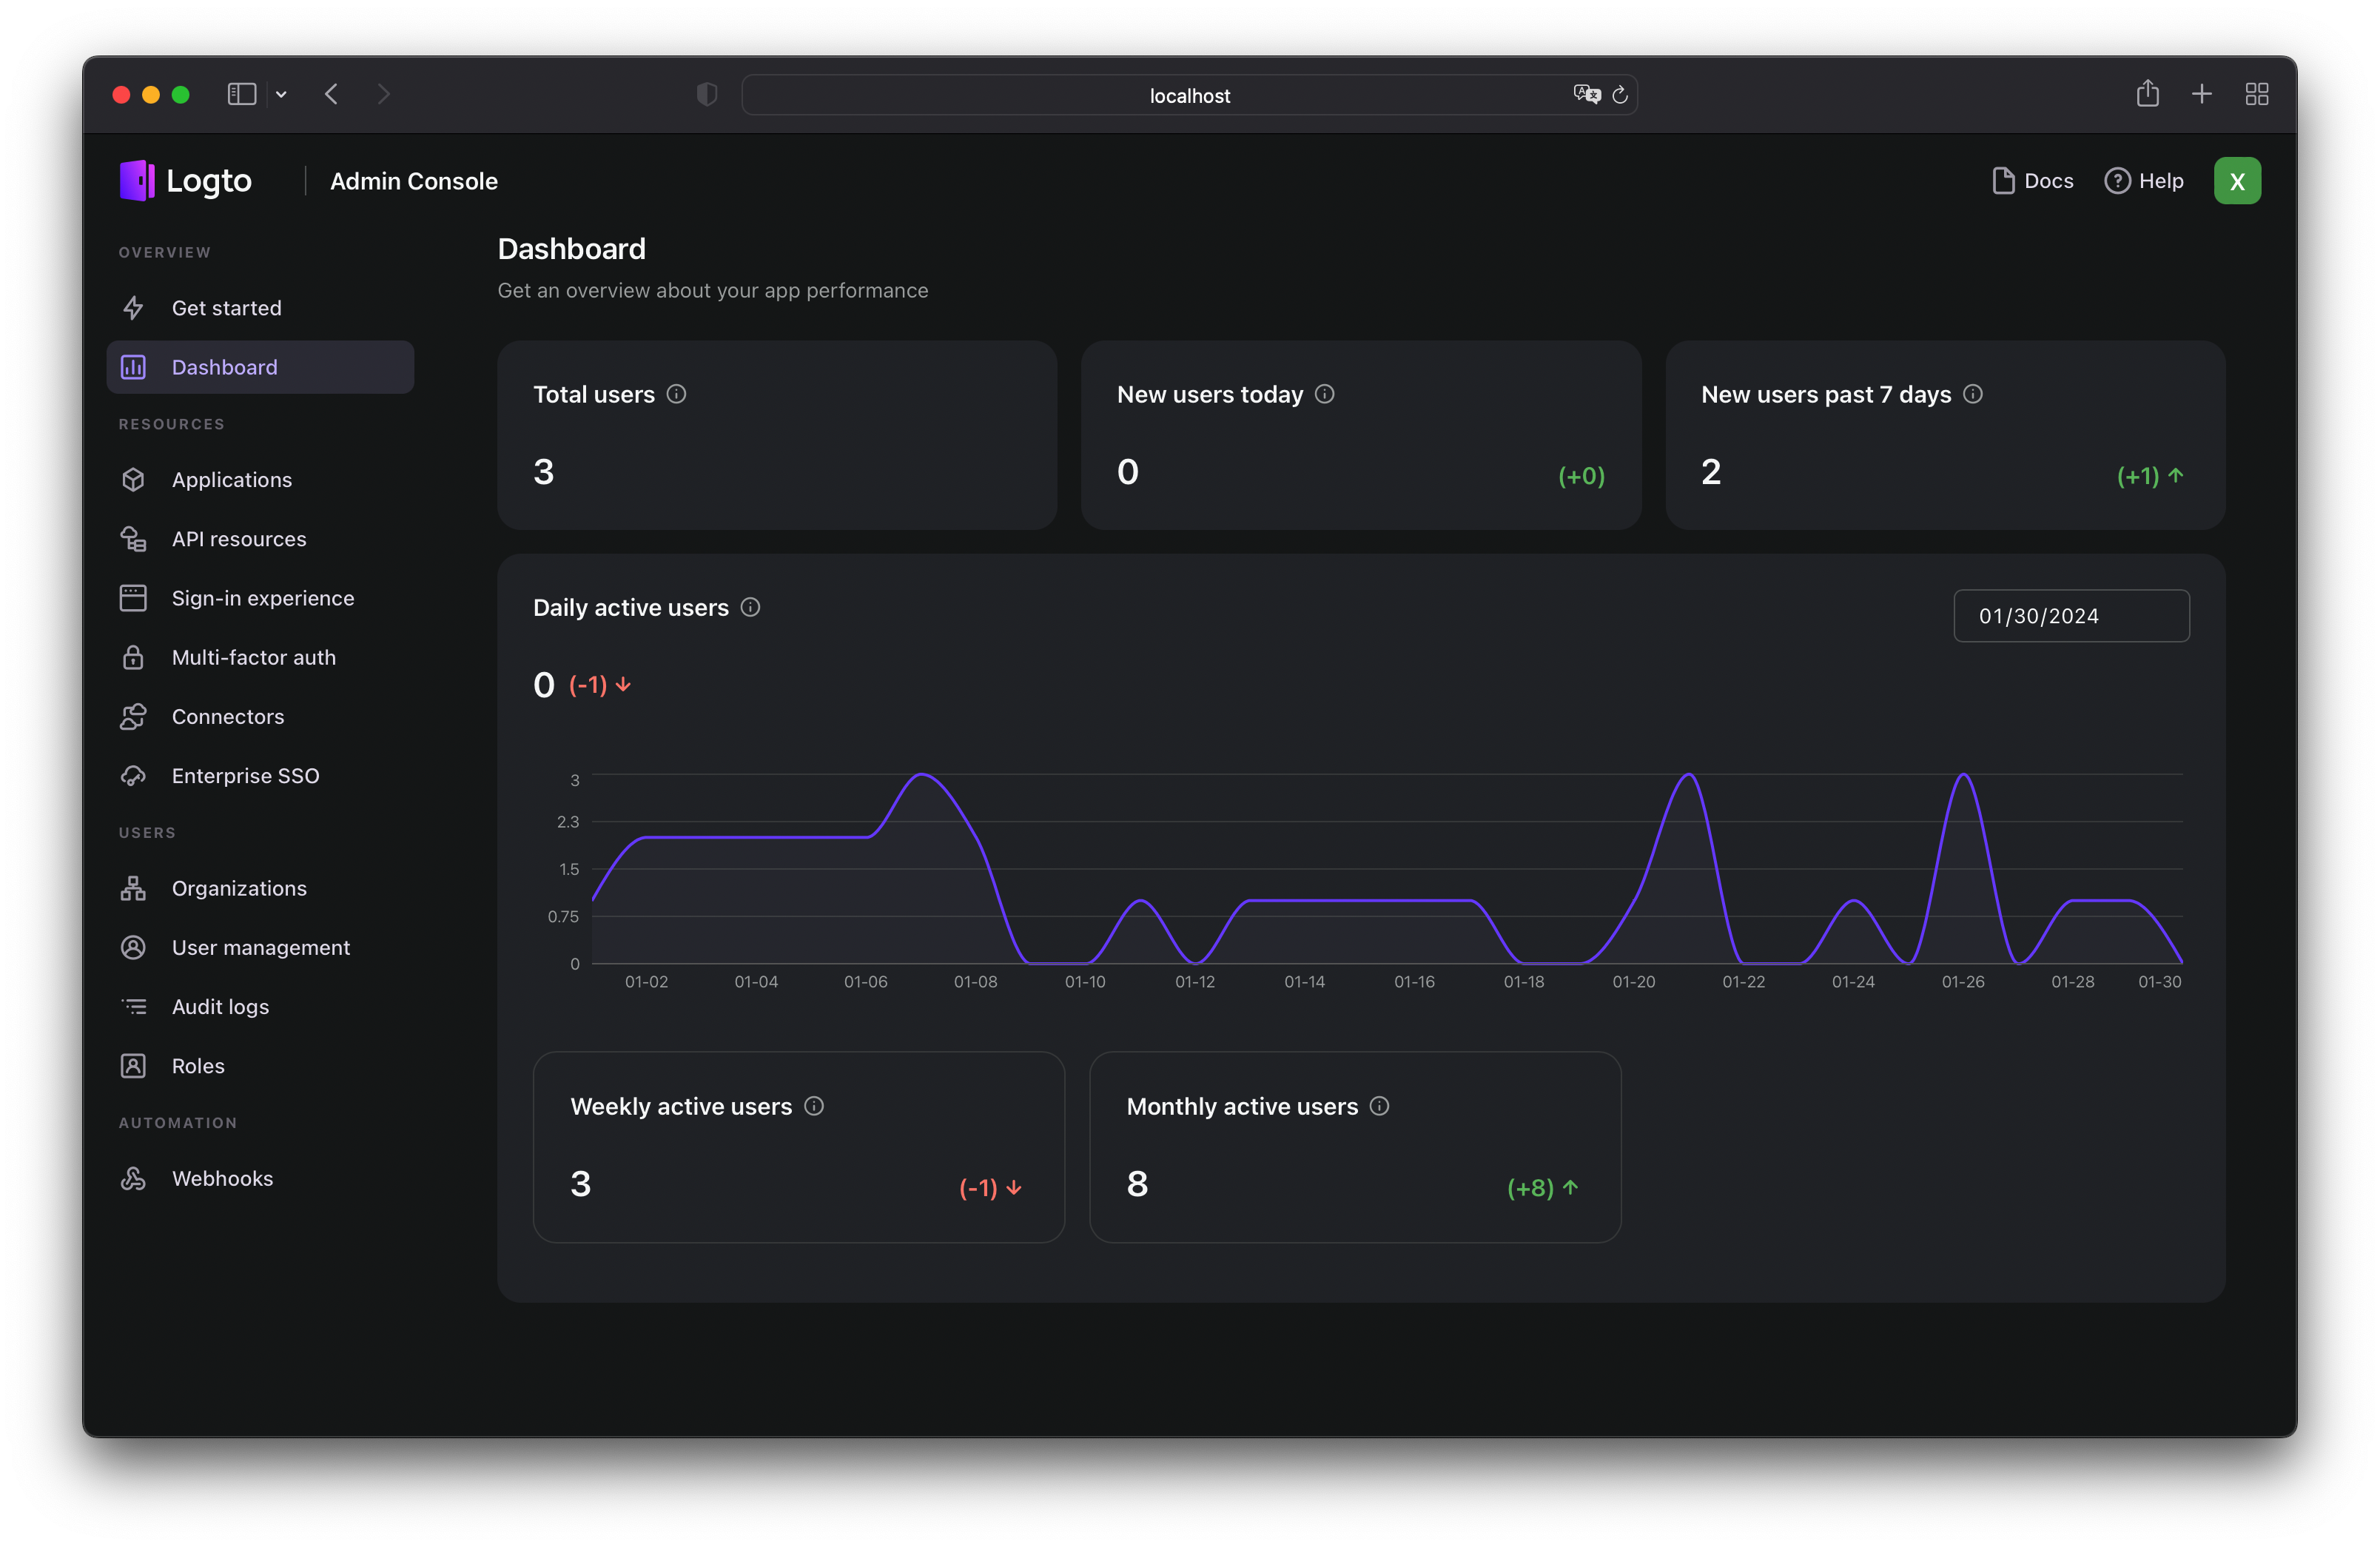 localhost
Logto
Admin Console
Docs
Help
X
OVERVIEW
Get started
Dashboard
RESOURCES
Applications
API resources
Sign-in experience
Multi-factor auth
Connectors
Enterprise SSO
USERS
Organizations
User management
Audit logs
Roles
AUTOMATION
Webhooks
Dashboard
Get an overview about your app performance
Total users
3
New users today
0
(+0)
New users past 7 days
2
(+1)
Daily active users
01/30/2024
0 (-1)
3
2.3
1.5
0.75
0
01-02 01-04 01-06 01-08 01-10 01-12 01-14 01-16 01-18 01-20 01-22 01-24 01-26 01-28 01-30
Weekly active users
3
(-1)
Monthly active users
8
(+8)